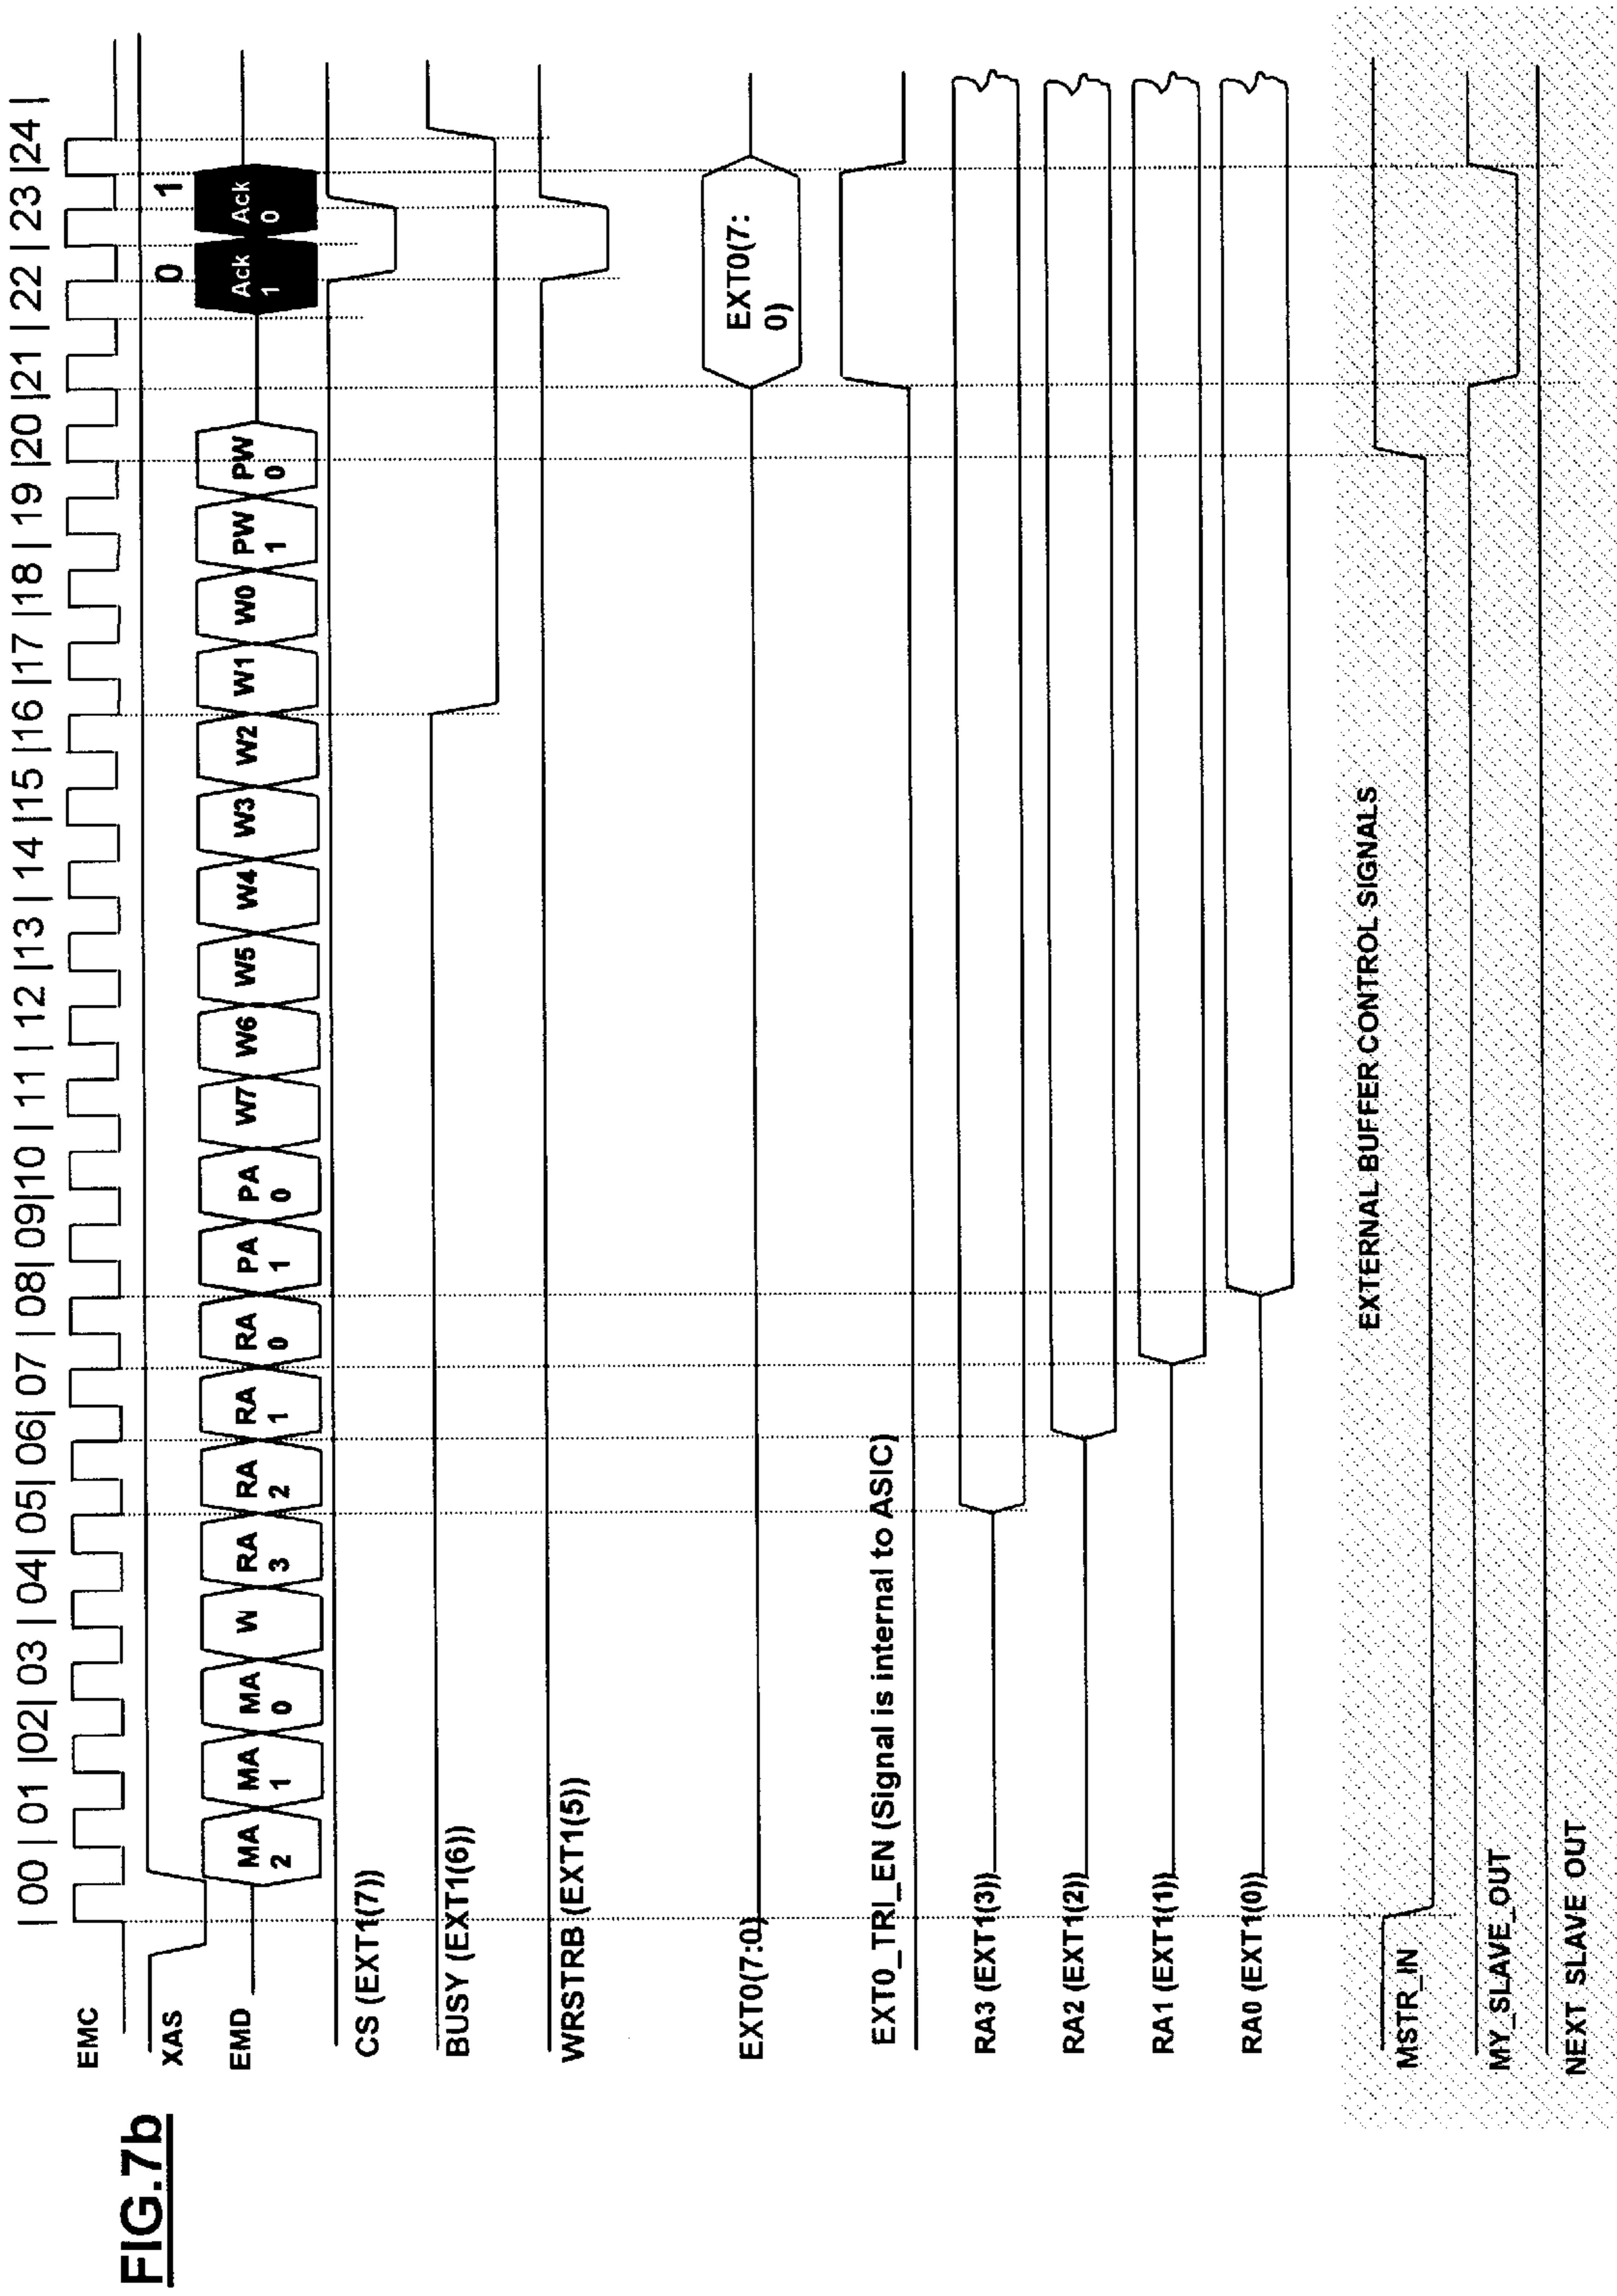 FIG.7b
| 00 | 01 |02| 03 | 04| 05| 06| 07 | 08| 09|10 | 11 | 12 |13 | 14 |15 |16 |17 |18 | 19 |20 |21 | 22 | 23 |24 |
EMC
XAS
0 1
EMD
MA 2
MA 1
MA 0
W
RA 3
RA 2
RA 1
RA 0
PA 1
PA 0
W7
W6
W5
W4
W3
W2
W1
W0
PW 1
PW 0
Ack 1
Ack 0
CS (EXT1(7))
BUSY (EXT1(6))
WRSTRB (EXT1(5))
EXT0(7:0)
EXT0(7:
0)
EXT0_TRI_EN (Signal is internal to ASIC)
RA3 (EXT1(3))
RA2 (EXT1(2))
RA1 (EXT1(1))
RA0 (EXT1(0))
EXTERNAL BUFFER CONTROL SIGNALS
MSTR_IN
MY_SLAVE_OUT
NEXT SLAVE OUT